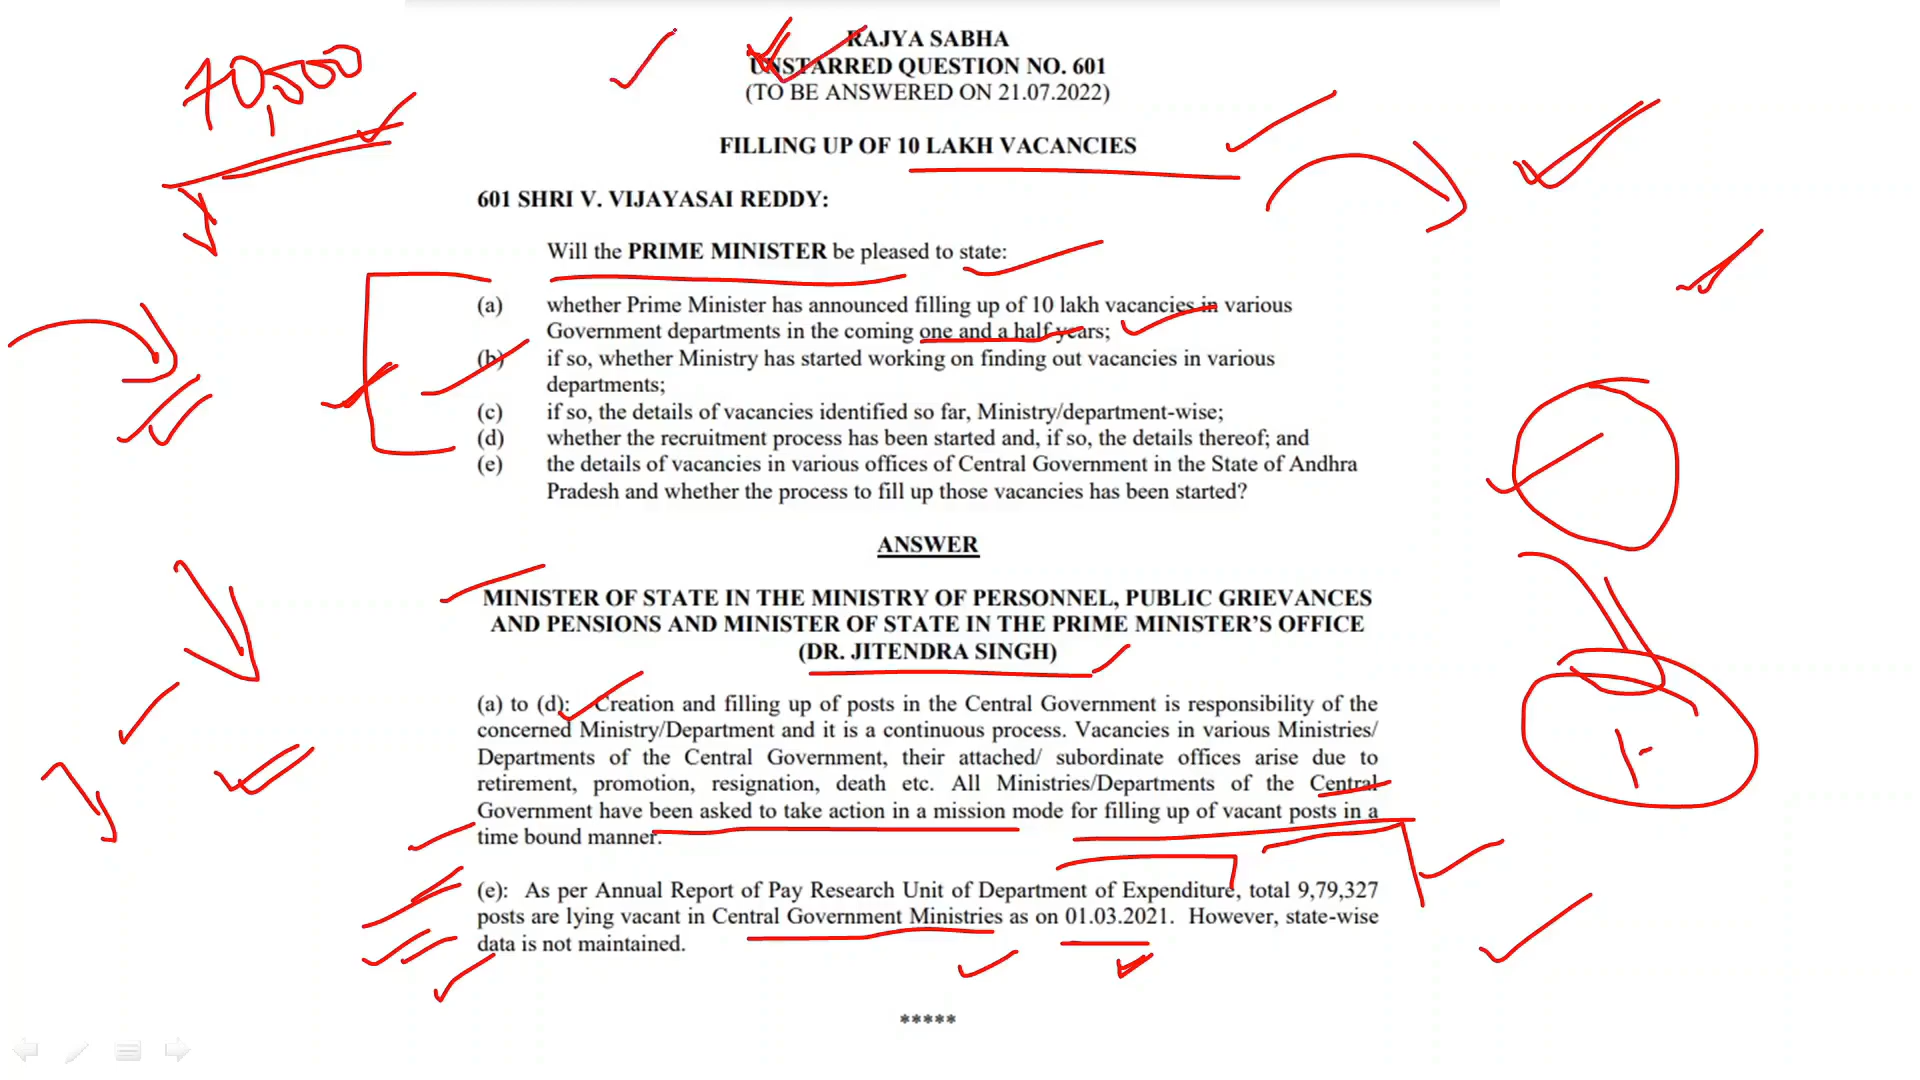 70,000
RAJYA SABHA
UNSTARRED QUESTION NO. 601
(TO BE ANSWERED ON 21.07.2022)
FILLING UP OF 10 LAKH VACANCIES
601 SHRI V. VIJAYASAI REDDY:
Will the PRIME MINISTER be pleased to state:
(a) whether Prime Minister has announced filling up of 10 lakh vacancies in various
Government departments in the coming one and a half years;
(b) if so, whether Ministry has started working on finding out vacancies in various
departments;
(c) if so, the details of vacancies identified so far, Ministry/department-wise;
(d) whether the recruitment process has been started and, if so, the details thereof; and
(e) the details of vacancies in various offices of Central Government in the State of Andhra
Pradesh and whether the process to fill up those vacancies has been started?
ANSWER
MINISTER OF STATE IN THE MINISTRY OF PERSONNEL, PUBLIC GRIEVANCES
AND PENSIONS AND MINISTER OF STATE IN THE PRIME MINISTER'S OFFICE
(DR. JITENDRA SINGH)
(a) to (d): Creation and filling up of posts in the Central Government is responsibility of the
concerned Ministry/Department and it is a continuous process. Vacancies in various Ministries/
Departments of the Central Government, their attached/ subordinate offices arise due to
retirement, promotion, resignation, death etc. All Ministries/Departments of the Central
Government have been asked to take action in a mission mode for filling up of vacant posts in a
time bound manner.
(e): As per Annual Report of Pay Research Unit of Department of Expenditure, total 9,79,327
posts are lying vacant in Central Government Ministries as on 01.03.2021. However, state-wise
data is not maintained.
*****